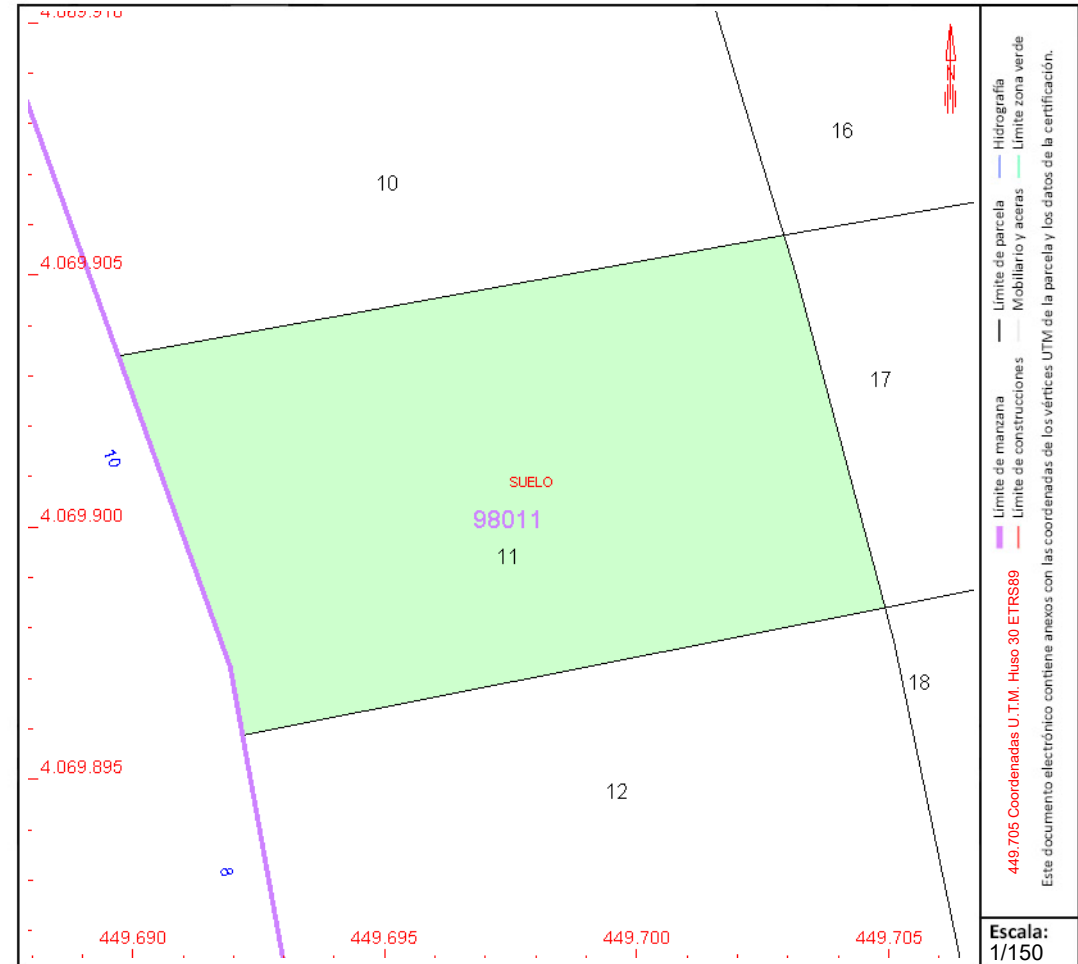 4.069.910
16
10
4.069.905
17
10
SUELO
4.069.900
98011
11
18
4.069.895
12
8
449.690
449.695
449.700
449.705
N
Hidrografía
Límite zona verde
Límite de parcela
Mobiliario y aceras
Límite de manzana
Límite de construcciones
449.705 Coordenadas U.T.M. Huso 30 ETRS89
Este documento electrónico contiene anexos con las coordenadas de los vértices UTM de la parcela y los datos de la certificación.
Escala:
1/150